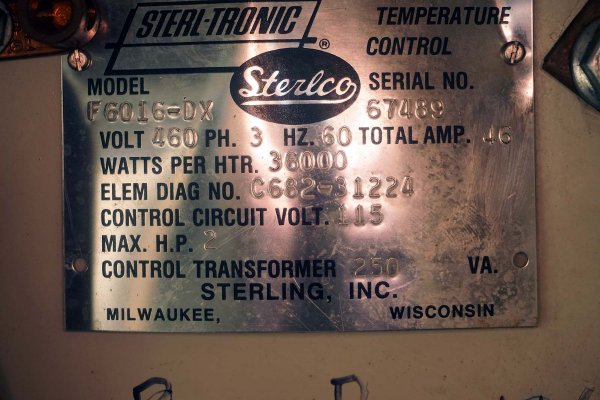 STERL-TRONIC ® TEMPERATURE
CONTROL
Sterlco
MODEL SERIAL NO.
F6016-DX 67489
VOLT 460 PH. 3 HZ. 60 TOTAL AMP. 46
WATTS PER HTR. 36000
ELEM DIAG NO. C682-31224
CONTROL CIRCUIT VOLT. 115
MAX. H.P. 2
CONTROL TRANSFORMER 250 VA.
STERLING, INC.
MILWAUKEE, WISCONSIN